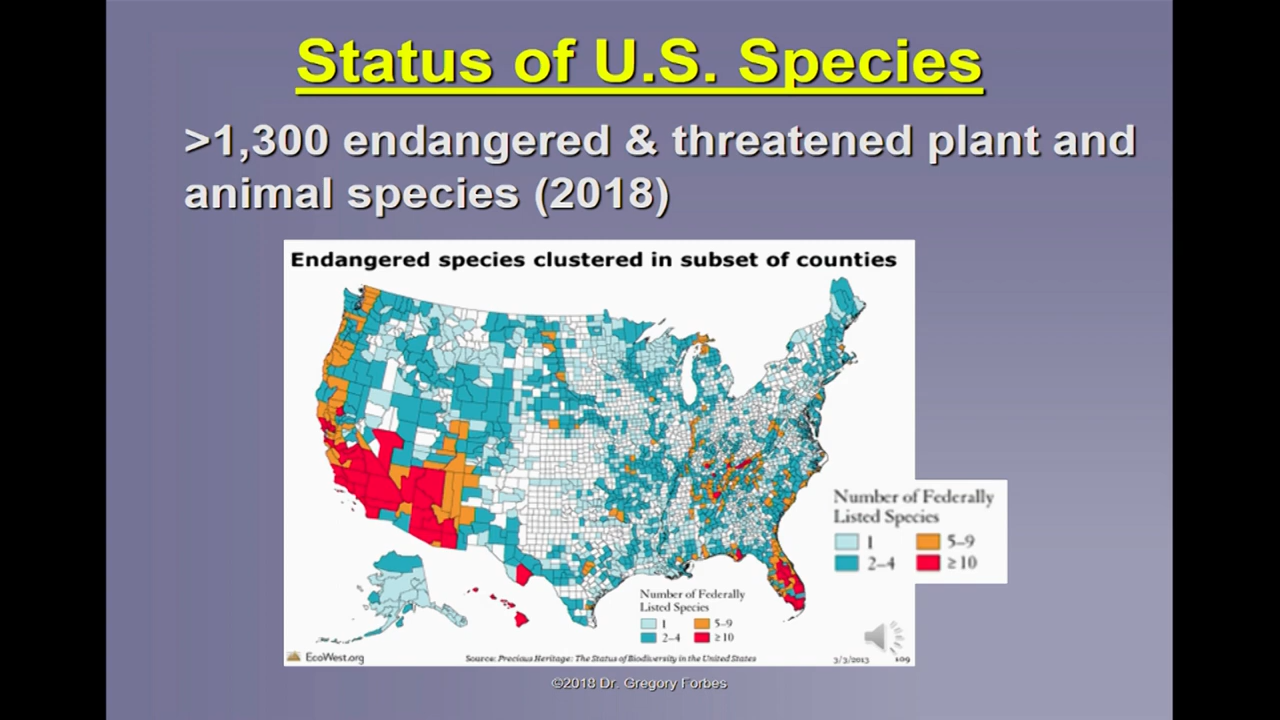 Status of U.S. Species
>1,300 endangered & threatened plant and
animal species (2018)
Endangered species clustered in subset of counties
Number of Federally
Listed Species
1 5–9
2–4 ≥10
Number of Federally
Listed Species
1 5–9
2–4 ≥10
EcoWest.org
Source: Precious Heritage: The Status of Biodiversity in the United States
3/3/2013
109
©2018 Dr. Gregory Forbes